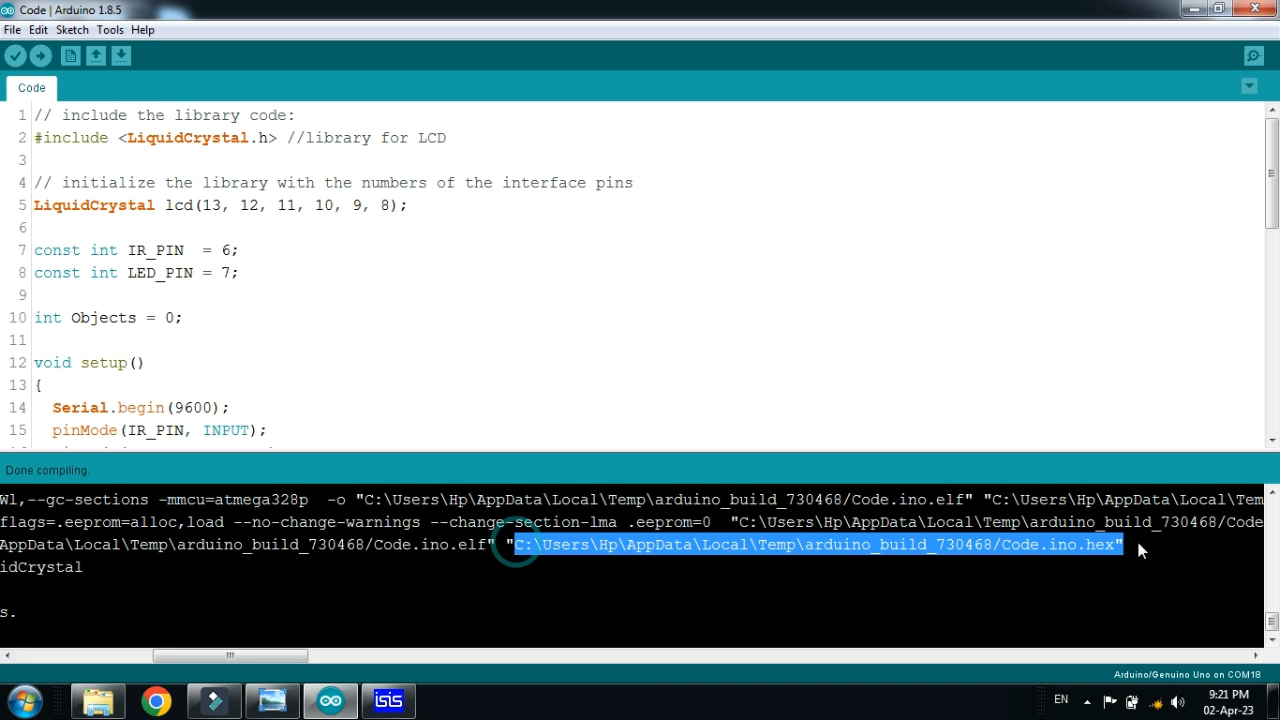 Code | Arduino 1.8.5
File Edit Sketch Tools Help
Code
1 // include the library code:
2 #include <LiquidCrystal.h> //library for LCD
3
4 // initialize the library with the numbers of the interface pins
5 LiquidCrystal lcd(13, 12, 11, 10, 9, 8);
6
7 const int IR_PIN  = 6;
8 const int LED_PIN = 7;
9
10 int Objects = 0;
11
12 void setup()
13 {
14   Serial.begin(9600);
15   pinMode(IR_PIN, INPUT);
Done compiling.
Wl,--gc-sections -mmcu=atmega328p  -o "C:\Users\Hp\AppData\Local\Temp\arduino_build_730468/Code.ino.elf" "C:\Users\Hp\AppData\Local\Tem
flags=.eeprom=alloc,load --no-change-warnings --change-section-lma .eeprom=0  "C:\Users\Hp\AppData\Local\Temp\arduino_build_730468/Code
AppData\Local\Temp\arduino_build_730468/Code.ino.elf" "C:\Users\Hp\AppData\Local\Temp\arduino_build_730468/Code.ino.hex"
idCrystal
s.
Arduino/Genuino Uno on COM18
isis
EN
9:21 PM
02-Apr-23